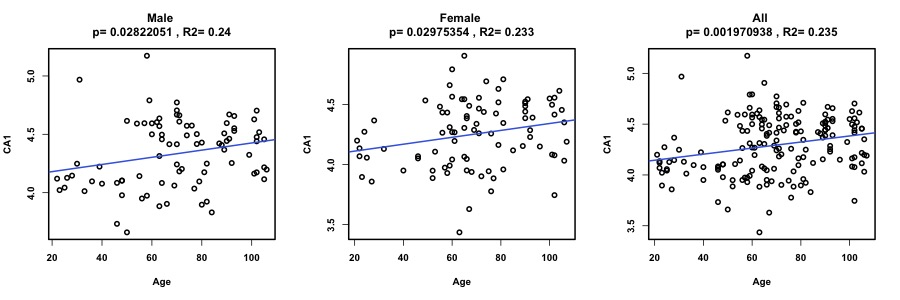 Male
p= 0.02822051 , R2= 0.24
CA1
5.0
4.5
4.0
20 40 60 80 100
Age
Female
p= 0.02975354 , R2= 0.233
CA1
4.5
4.0
3.5
20 40 60 80 100
Age
All
p= 0.001970938 , R2= 0.235
CA1
5.0
4.5
4.0
3.5
20 40 60 80 100
Age